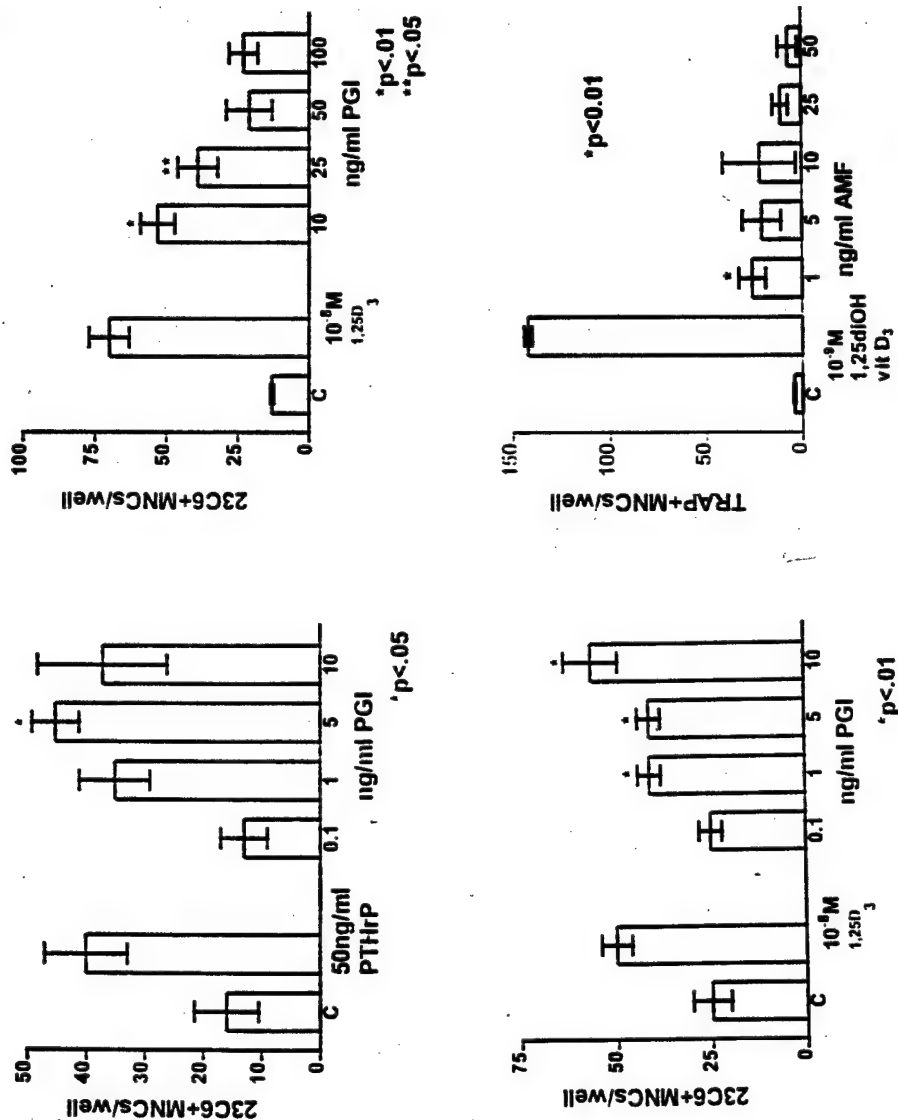 23C6+MNCs/well
50
40
30
20
10
0
*
C
50ng/ml
PTHrP
0.1
1
5
10
ng/ml PGI
*p<.05
23C6+MNCs/well
100
75
50
25
0
*
**
C
10⁻⁸M
1,25D₃
10
25
50
100
ng/ml PGI
*p<.01
**p<.05
23C6+MNCs/well
75
50
25
0
*
*
*
C
10⁻⁸M
1,25D₃
0.1
1
5
10
ng/ml PGI
*p<.01
TRAP+MNCs/well
150
100
50
0
*
*p<0.01
C
10⁻⁹M
1,25diOH
vit D₃
1
5
10
25
50
ng/ml AMF